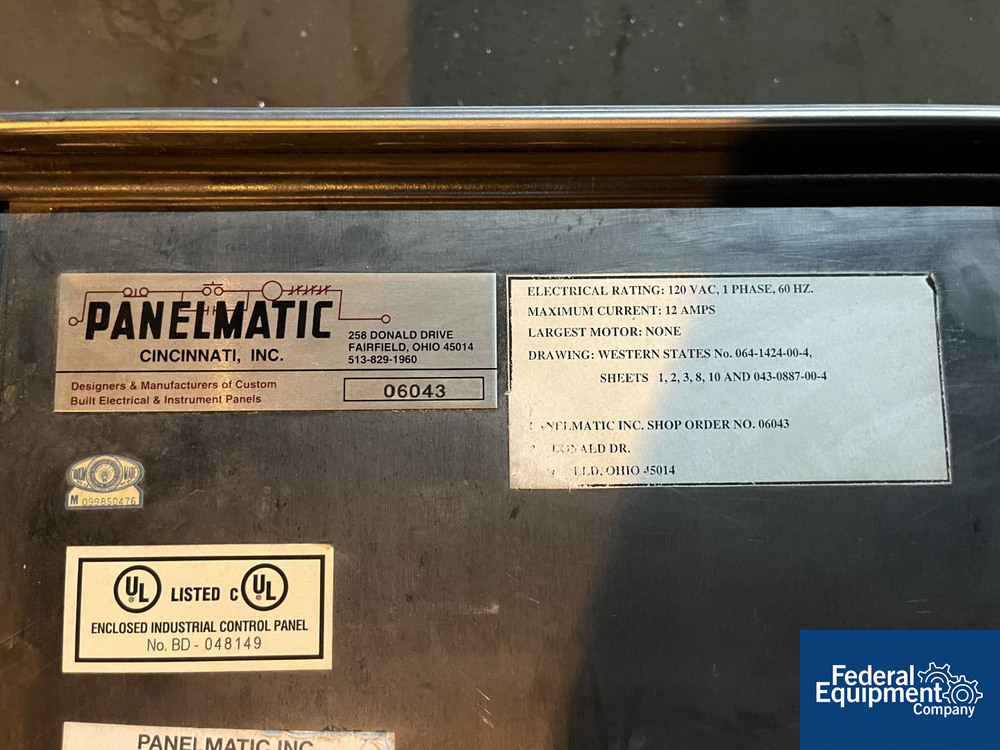 PANELMATIC
CINCINNATI, INC.
258 DONALD DRIVE
FAIRFIELD, OHIO 45014
513-829-1960
Designers & Manufacturers of Custom
Built Electrical & Instrument Panels
06043
ELECTRICAL RATING: 120 VAC, 1 PHASE, 60 HZ.
MAXIMUM CURRENT: 12 AMPS
LARGEST MOTOR: NONE
DRAWING: WESTERN STATES No. 064-1424-00-4,
SHEETS 1, 2, 3, 8, 10 AND 043-0887-00-4
INC. SHOP ORDER NO. 06043
DR.
OHIO 45014
M 099850476
UL LISTED C UL
ENCLOSED INDUSTRIAL CONTROL PANEL
No. BD - 048149
PANELMATIC INC
Federal
Equipment
Company